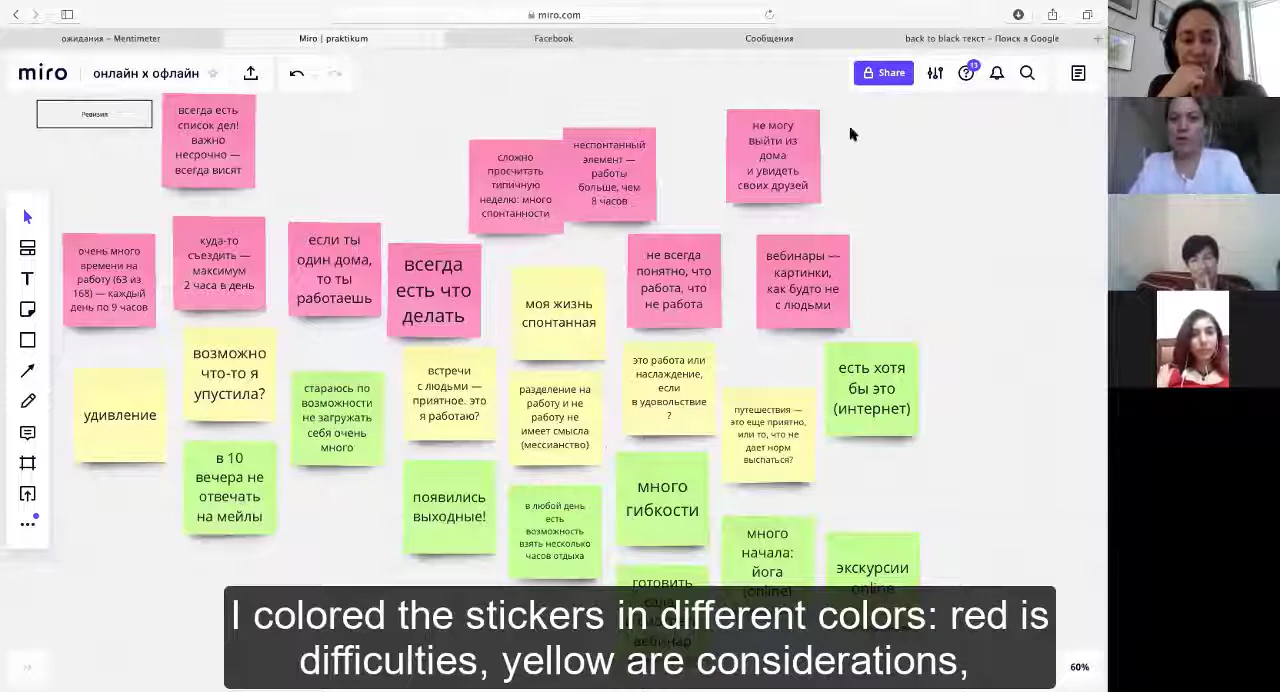 miro.com
ожидания – Mentimeter
Miro | praktikum
Facebook
Сообщения
back to black текст – Поиск в Google
miro
онлайн x офлайн
Share
13
Ревизия
всегда есть
список дел!
важно
несрочно —
всегда висят
сложно
просчитать
типичную
неделю: много
спонтанности
неспонтанный
элемент —
работы
больше, чем
8 часов
не могу
выйти из
дома
и увидеть
своих друзей
очень много
времени на
работу (63 из
168) — каждый
день по 9 часов
куда-то
съездить —
максимум
2 часа в день
если ты
один дома,
то ты
работаешь
всегда
есть что
делать
моя жизнь
спонтанная
не всегда
понятно, что
работа, что
не работа
вебинары —
картинки,
как будто не
с людьми
удивление
возможно
что-то я
упустила?
стараюсь по
возможности
не загружать
себя очень
много
встречи
с людьми —
приятное. это
я работаю?
разделение на
работу и не
работу не
имеет смысла
(мессианство)
это работа или
наслаждение,
если
в удовольствие
?
путешествия —
это еще приятно,
или то, что не
дает норм
выспаться?
есть хотя
бы это
(интернет)
в 10
вечера не
отвечать
на мейлы
появились
выходные!
в любой день
есть
возможность
взять несколько
часов отдыха
много
гибкости
много
начала:
йога
(online)
экскурсии
online
готовить
вебинар
I colored the stickers in different colors: red is
difficulties, yellow are considerations,
60%